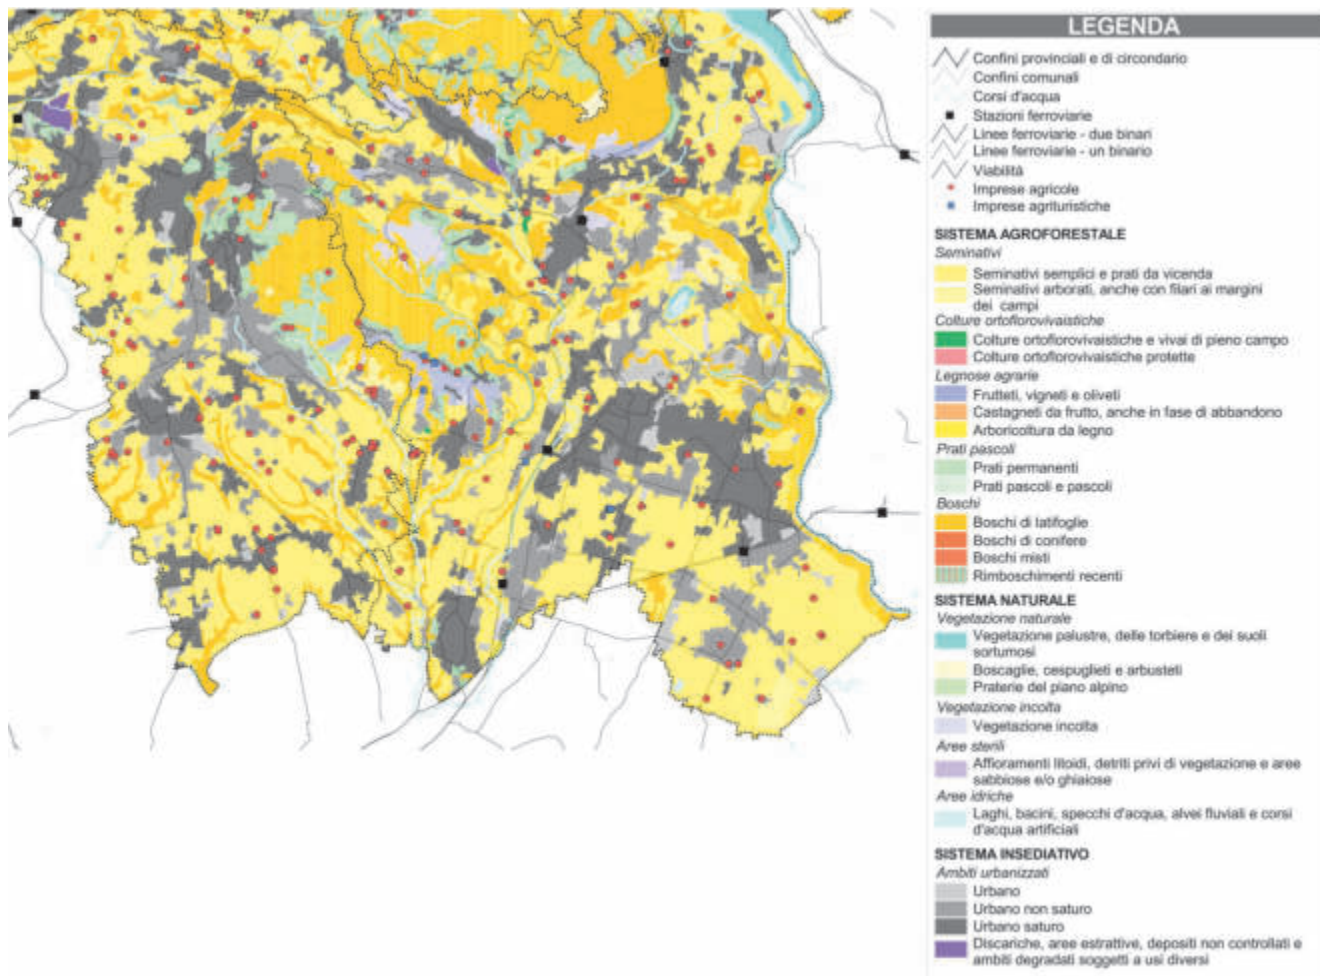 LEGENDA
Confini provinciali e di circondario
Confini comunali
Corsi d'acqua
Stazioni ferroviarie
Linee ferroviarie - due binari
Linee ferroviarie - un binario
Viabilità
Imprese agricole
Imprese agrituristiche
SISTEMA AGROFORESTALE
Seminativi
Seminativi semplici e prati da vicenda
Seminativi arborati, anche con filari ai margini
dei campi
Colture ortoflorovivaistiche
Colture ortoflorovivaistiche e vivai di pieno campo
Colture ortoflorovivaistiche protette
Legnose agrarie
Frutteti, vigneti e oliveti
Castagneti da frutto, anche in fase di abbandono
Arboricoltura da legno
Prati pascoli
Prati permanenti
Prati pascoli e pascoli
Boschi
Boschi di latifoglie
Boschi di conifere
Boschi misti
Rimboschimenti recenti
SISTEMA NATURALE
Vegetazione naturale
Vegetazione palustre, delle torbiere e dei suoli
sortumosi
Boscaglie, cespuglieti e arbusteti
Praterie del piano alpino
Vegetazione incolta
Vegetazione incolta
Aree sterili
Affioramenti litoidi, detriti privi di vegetazione e aree
sabbiose e/o ghiaiose
Aree idriche
Laghi, bacini, specchi d'acqua, alvei fluviali e corsi
d'acqua artificiali
SISTEMA INSEDIATIVO
Ambiti urbanizzati
Urbano
Urbano non saturo
Urbano saturo
Discariche, aree estrattive, depositi non controllati e
ambiti degradati soggetti a usi diversi